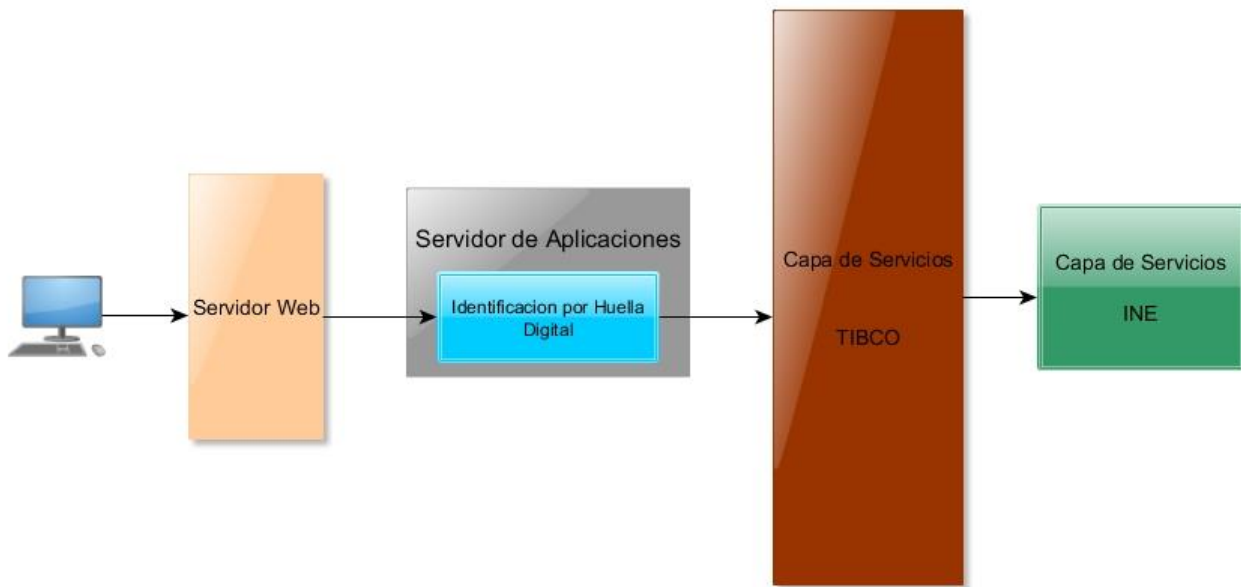 Servidor Web
Servidor de Aplicaciones
Identificacion por Huella
Digital
Capa de Servicios
TIBCO
Capa de Servicios
INE